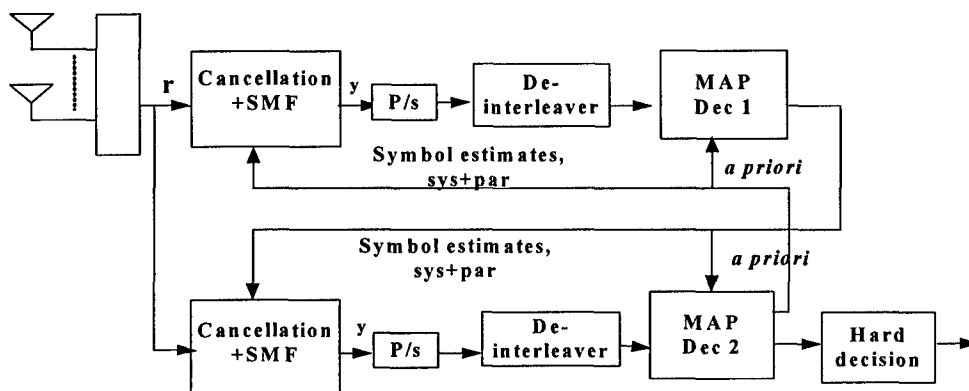 r
Cancellation
+SMF
y
P/s
De-
interleaver
MAP
Dec 1
Symbol estimates,
sys+par
a priori
Symbol estimates,
sys+par
a priori
Cancellation
+SMF
y
P/s
De-
interleaver
MAP
Dec 2
Hard
decision